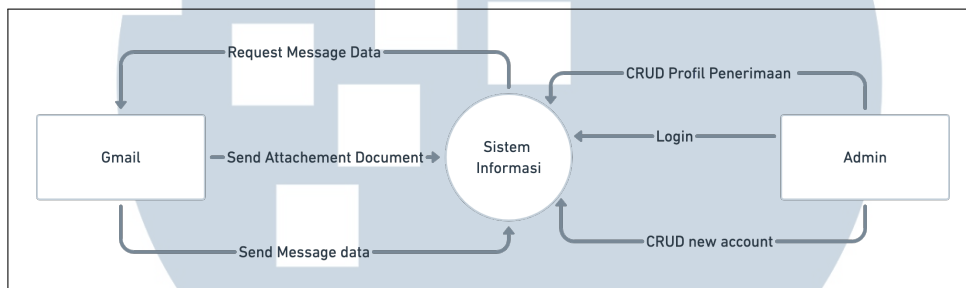 Request Message Data
CRUD Profil Penerimaan
Login
Gmail
Send Attachement Document
Sistem
Informasi
Admin
CRUD new account
Send Message data